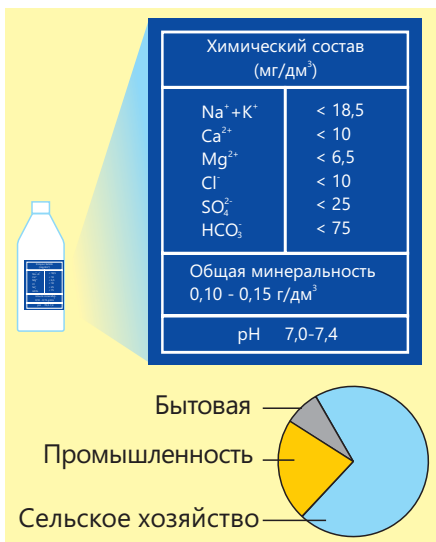 Химический состав
(мг/дм³)
Na⁺+K⁺ < 18,5
Ca²⁺ < 10
Mg²⁺ < 6,5
Cl⁻ < 10
SO₄²⁻ < 25
HCO₃⁻ < 75
Общая минеральность
0,10 - 0,15 г/дм³
pH 7,0-7,4
Бытовая
Промышленность
Сельское хозяйство